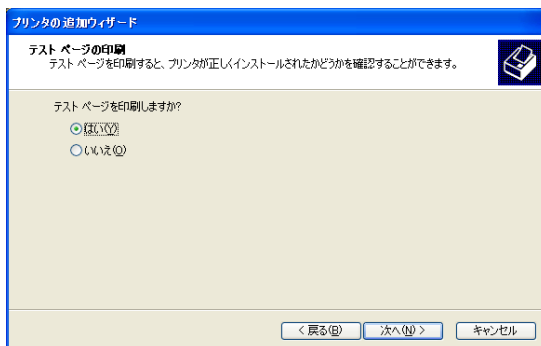 プリンタの追加ウィザード
テスト ページの印刷
テスト ページを印刷すると、プリンタが正しくインストールされたかどうかを確認することができます。
テスト ページを印刷しますか?
はい(Y)
いいえ(O)
< 戻る(B) 次へ(N) > キャンセル